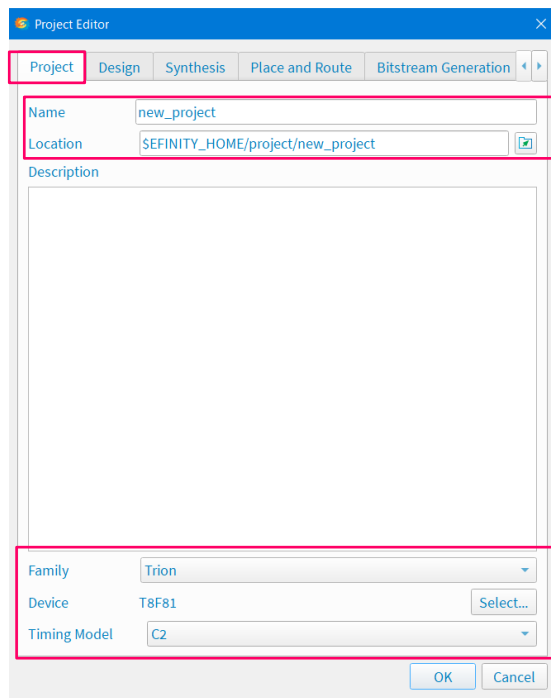 Project Editor
Project Design Synthesis Place and Route Bitstream Generation
Name new_project
Location $EFINITY_HOME/project/new_project
Description
Family Trion
Device T8F81 Select...
Timing Model C2
OK Cancel